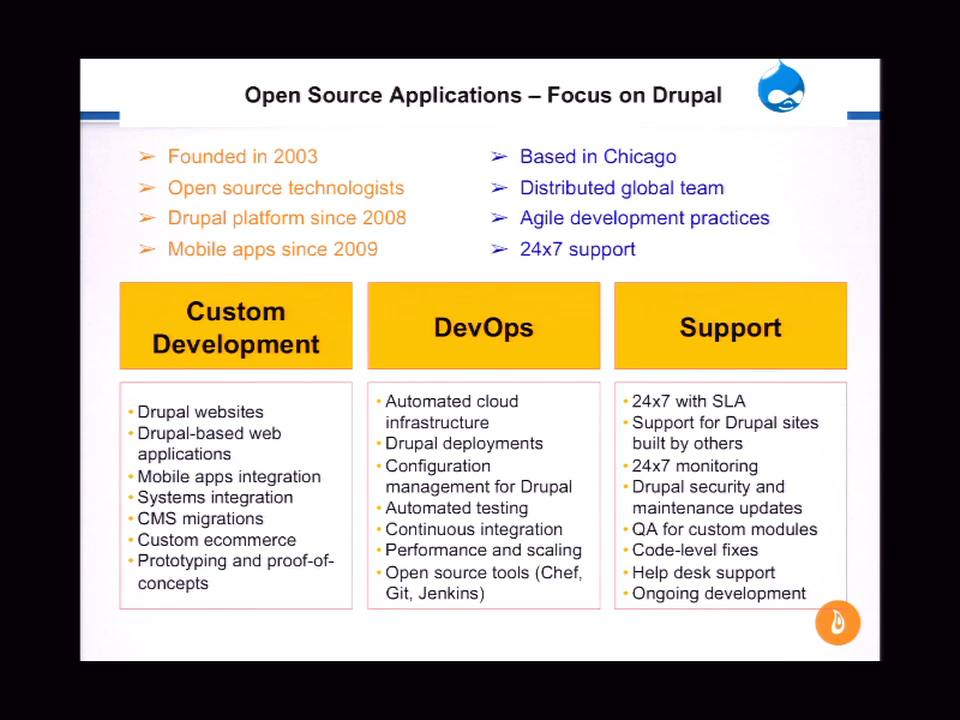 Open Source Applications – Focus on Drupal
➢ Founded in 2003
➢ Open source technologists
➢ Drupal platform since 2008
➢ Mobile apps since 2009
➢ Based in Chicago
➢ Distributed global team
➢ Agile development practices
➢ 24x7 support
Custom
Development
• Drupal websites
• Drupal-based web
applications
• Mobile apps integration
• Systems integration
• CMS migrations
• Custom ecommerce
• Prototyping and proof-of-
concepts
DevOps
• Automated cloud
infrastructure
• Drupal deployments
• Configuration
management for Drupal
• Automated testing
• Continuous integration
• Performance and scaling
• Open source tools (Chef,
Git, Jenkins)
Support
• 24x7 with SLA
• Support for Drupal sites
built by others
• 24x7 monitoring
• Drupal security and
maintenance updates
• QA for custom modules
• Code-level fixes
• Help desk support
• Ongoing development